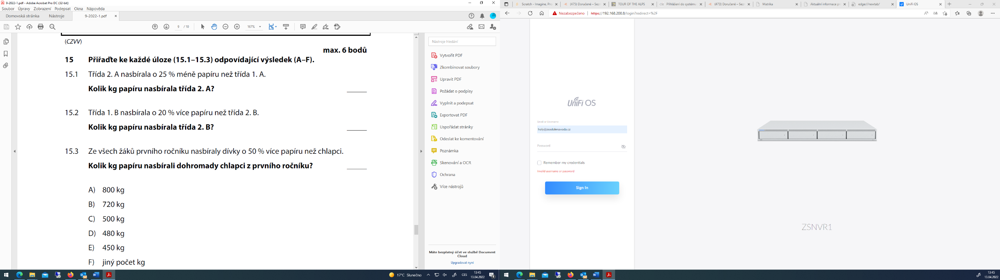 9-2022-1.pdf - Adobe Acrobat Pro DC (32-bit)
Soubor Úpravy Zobrazení Podepsat Okna Nápověda
Domovská stránka Nástroje 9-2022-1.pdf ×
9 / 10 167%
(CZVV)
max. 6 bodů
15 Přiřaďte ke každé úloze (15.1–15.3) odpovídající výsledek (A–F).
15.1 Třída 2. A nasbírala o 25 % méně papíru než třída 1. A.
Kolik kg papíru nasbírala třída 2. A?
15.2 Třída 1. B nasbírala o 20 % více papíru než třída 2. B.
Kolik kg papíru nasbírala třída 2. B?
15.3 Ze všech žáků prvního ročníku nasbíraly dívky o 50 % více papíru než chlapci.
Kolik kg papíru nasbírali dohromady chlapci z prvního ročníku?
A) 800 kg
B) 720 kg
C) 500 kg
D) 480 kg
E) 450 kg
F) jiný počet kg
Nástroje hledání
Vytvořit PDF
Zkombinovat soubory
Upravit PDF
Požádat o podpisy
Vyplnit a podepsat
Exportovat PDF
Uspořádat stránky
Odeslat ke komentování
Poznámka
Skenování a OCR
Ochrana
Více nástrojů
Máte bezplatný účet ve službě Document
Cloud
Upgradovat nyní
17°C Slunečno CES 13:45
13.04.2022 4
Scratch - Imagine, Pro (475) Doručené – Sez TOUR OF THE ALPS Přihlášení do systému (473) Doručené – Sez Matrika Aktuální informace p edge://newtab/ UniFi OS
Nezabezpečeno https://192.168.200.8/login?redirect=%2F
UniFi OS
Email or Username
holy@zsodolenavoda.cz
Password
Remember my credentials
Invalid username or password
Sign In
ZSNVR1
13:45
13.04.2022